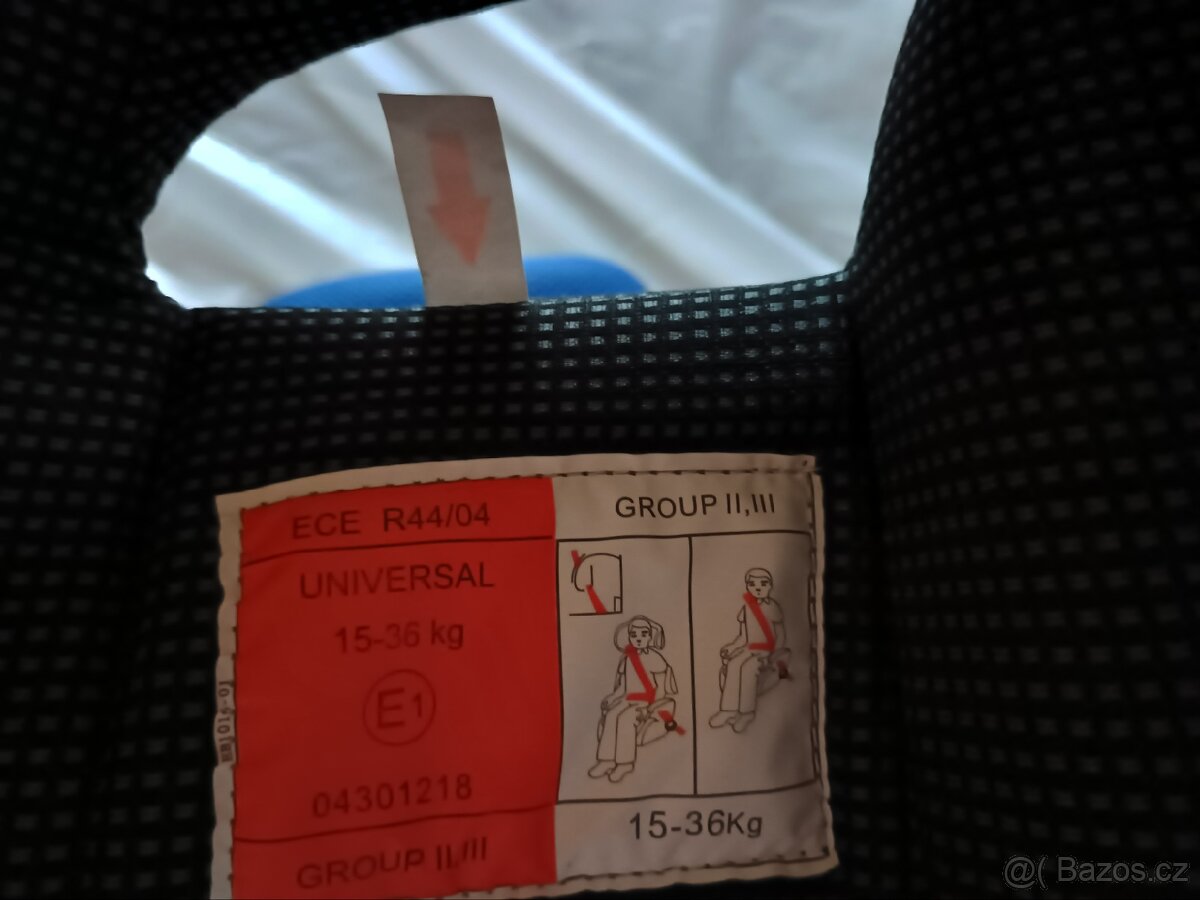 ECE R44/04
UNIVERSAL
15-36 kg
E1
04301218
GROUP II,III
GROUP II,III
15-36Kg
@( Bazos.cz